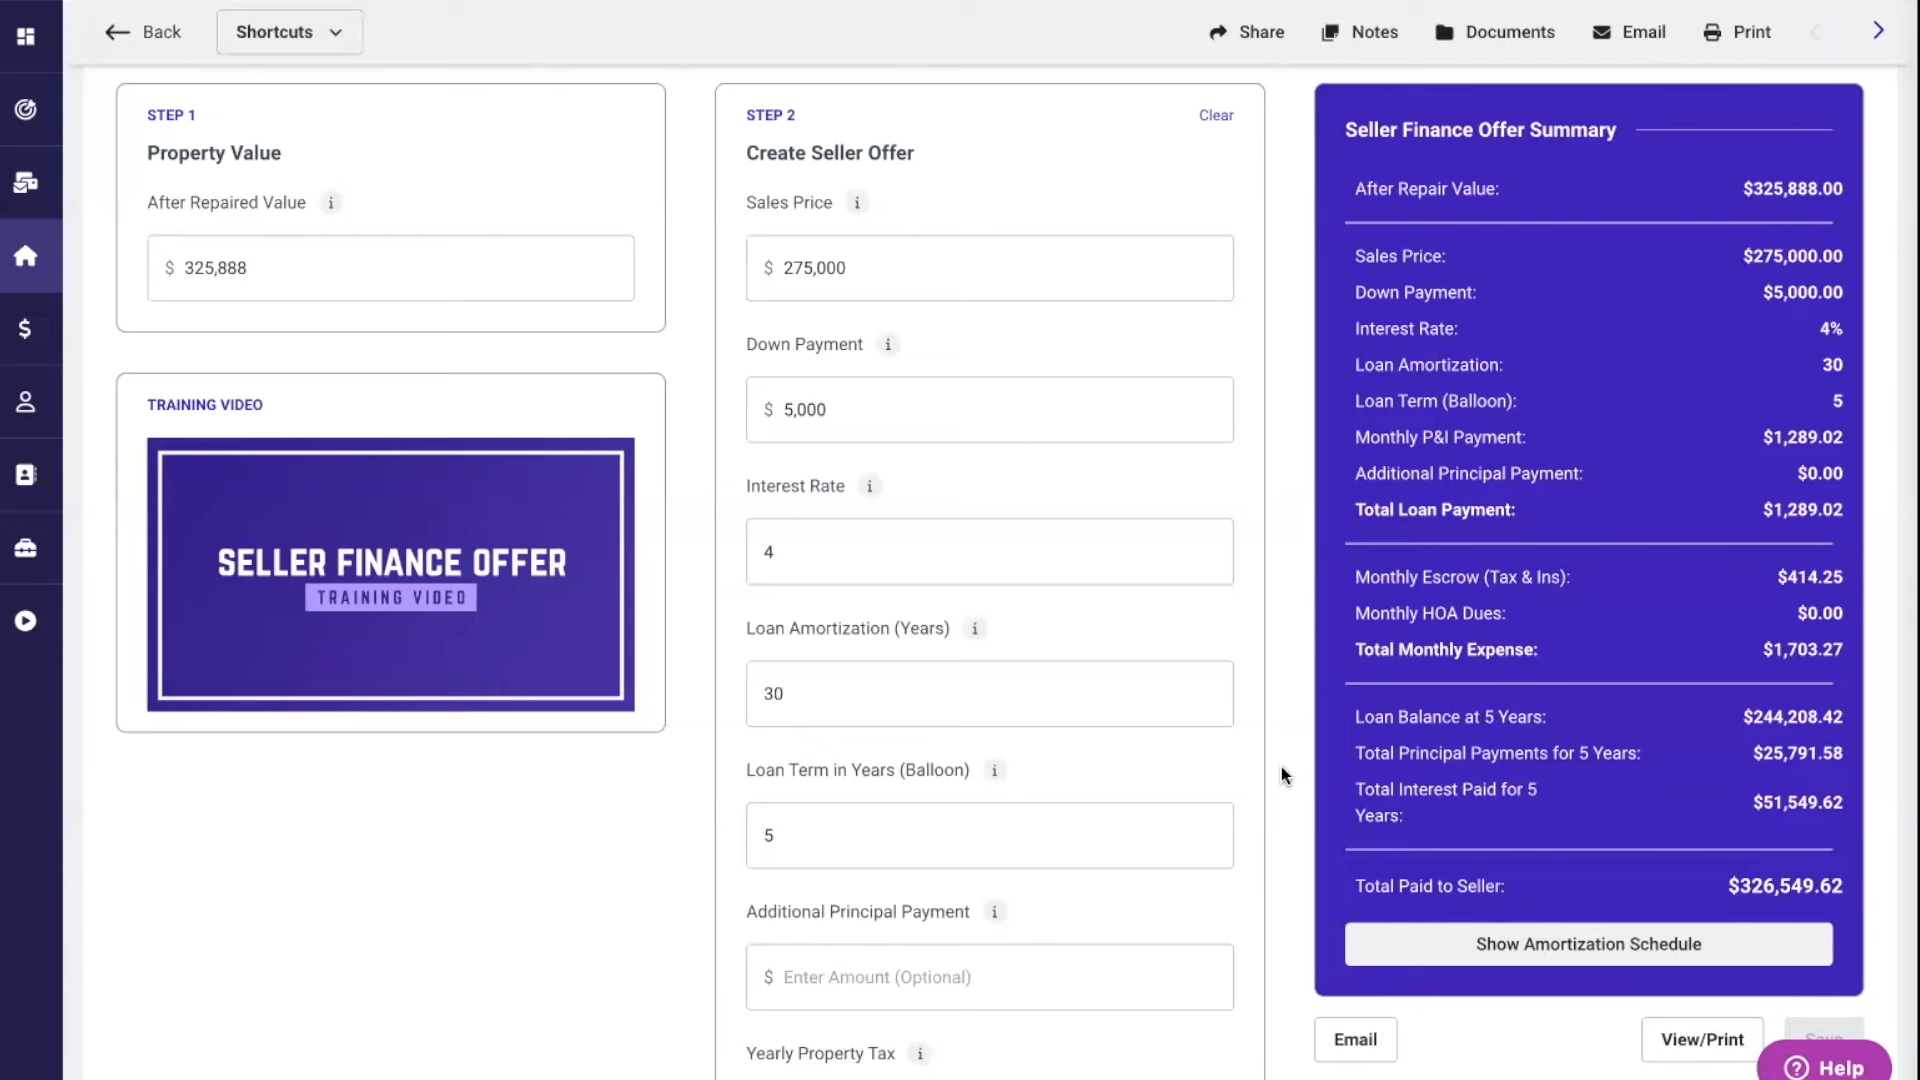 Back
Shortcuts
Share
Notes
Documents
Email
Print
STEP 1
Property Value
After Repaired Value i
$ 325,888
TRAINING VIDEO
SELLER FINANCE OFFER
TRAINING VIDEO
STEP 2
Clear
Create Seller Offer
Sales Price i
$ 275,000
Down Payment i
$ 5,000
Interest Rate i
4
Loan Amortization (Years) i
30
Loan Term in Years (Balloon) i
5
Additional Principal Payment i
$ Enter Amount (Optional)
Yearly Property Tax i
Seller Finance Offer Summary
After Repair Value: $325,888.00
Sales Price: $275,000.00
Down Payment: $5,000.00
Interest Rate: 4%
Loan Amortization: 30
Loan Term (Balloon): 5
Monthly P&I Payment: $1,289.02
Additional Principal Payment: $0.00
Total Loan Payment: $1,289.02
Monthly Escrow (Tax & Ins): $414.25
Monthly HOA Dues: $0.00
Total Monthly Expense: $1,703.27
Loan Balance at 5 Years: $244,208.42
Total Principal Payments for 5 Years: $25,791.58
Total Interest Paid for 5
Years: $51,549.62
Total Paid to Seller: $326,549.62
Show Amortization Schedule
Email
View/Print
Save
? Help